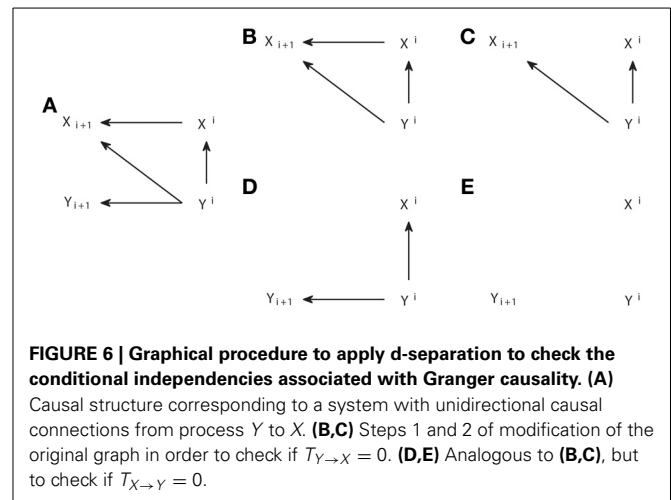 B
X i+1
X i
Y i
C
X i+1
X i
Y i
A
X i+1
X i
Y i+1
Y i
D
X i
Y i+1
Y i
E
X i
Y i+1
Y i
FIGURE 6 | Graphical procedure to apply d-separation to check the
conditional independencies associated with Granger causality. (A)
Causal structure corresponding to a system with unidirectional causal
connections from process Y to X. (B,C) Steps 1 and 2 of modification of the
original graph in order to check if T_{Y→X} = 0. (D,E) Analogous to (B,C), but
to check if T_{X→Y} = 0.